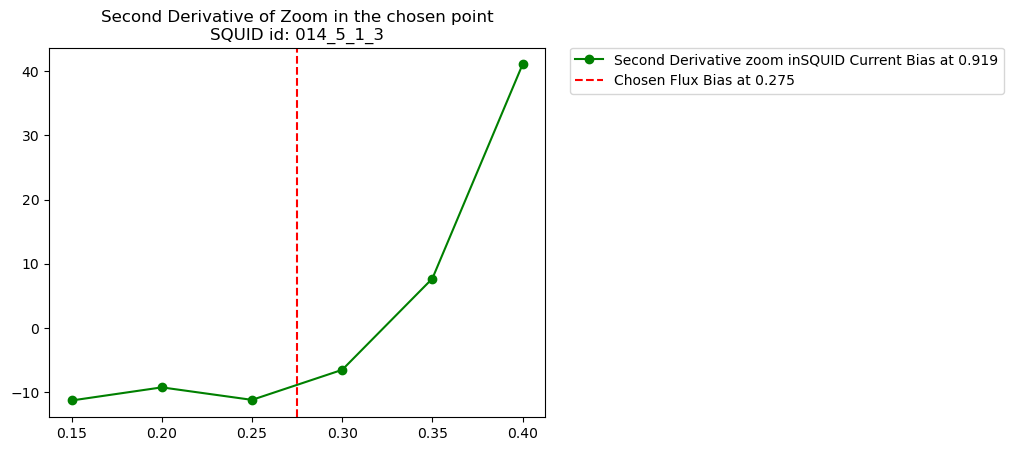 Second Derivative of Zoom in the chosen point
SQUID id: 014_5_1_3
Second Derivative zoom inSQUID Current Bias at 0.919
Chosen Flux Bias at 0.275
40
30
20
10
0
−10
0.15 0.20 0.25 0.30 0.35 0.40